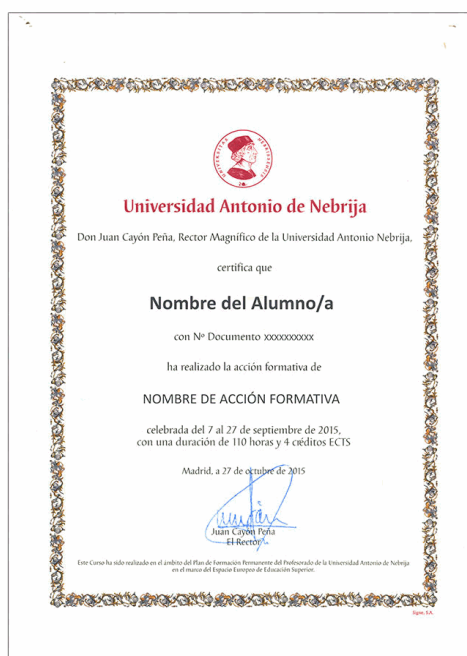 Universidad Antonio de Nebrija
Don Juan Cayón Peña, Rector Magnífico de la Universidad Antonio Nebrija,
certifica que
Nombre del Alumno/a
con Nº Documento xxxxxxxxxx
ha realizado la acción formativa de
NOMBRE DE ACCIÓN FORMATIVA
celebrada del 7 al 27 de septiembre de 2015,
con una duración de 110 horas y 4 créditos ECTS
Madrid, a 27 de octubre de 2015
Juan Cayón Peña
El Rector
Este Curso ha sido realizado en el ámbito del Plan de Formación Permanente del Profesorado de la Universidad Antonio de Nebrija
en el marco del Espacio Europeo de Educación Superior.
Signe, S.A.